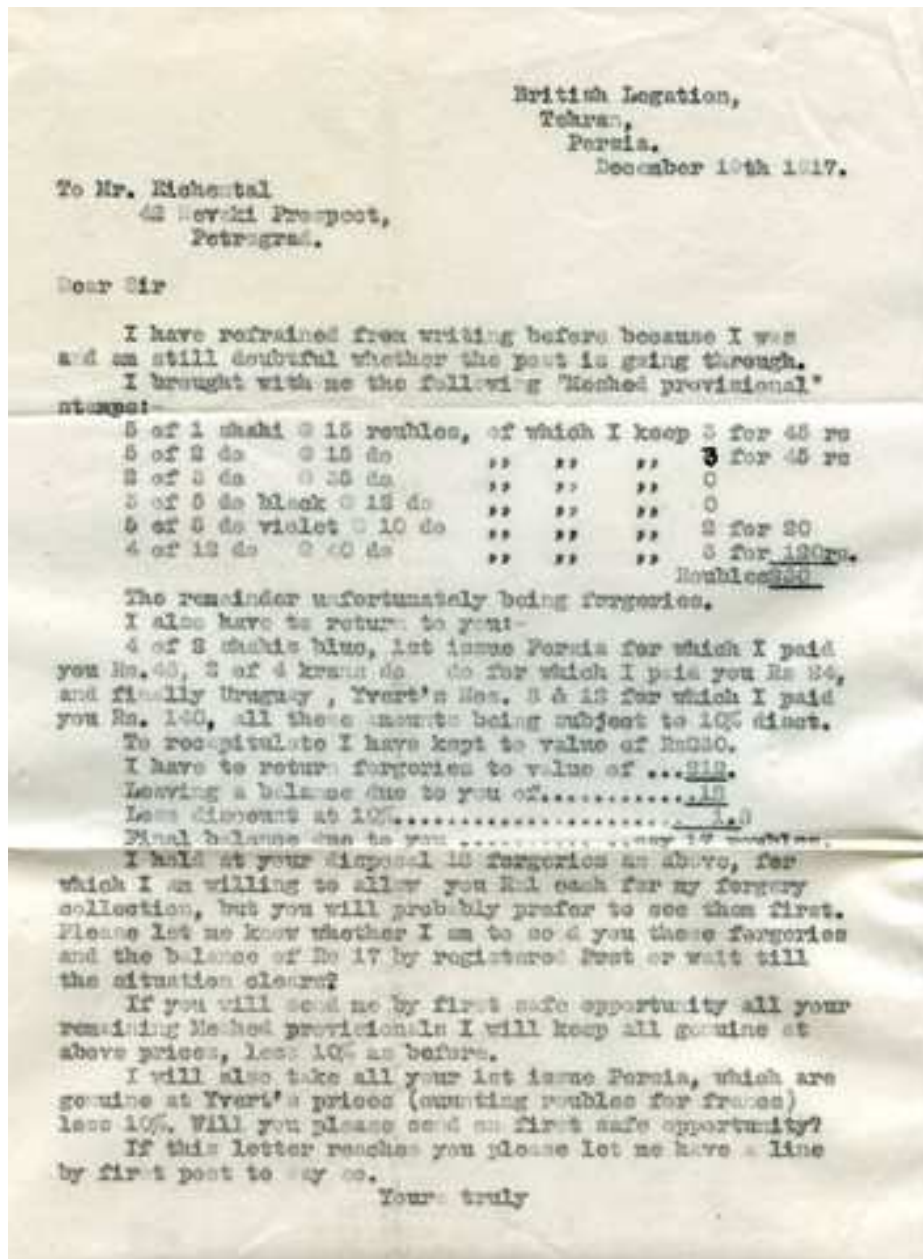 British Legation,
Tehran,
Persia.
December 19th 1917.
To Mr. Eichental
42 Nevski Prospect,
Petrograd.
Dear Sir
I have refrained from writing before because I was
and am still doubtful whether the post is going through.
I brought with me the following "Meshed provisional"
stamps:-
5 of 1 shahi @ 15 roubles, of which I keep 3 for 45 rs
5 of 2 do @ 15 do ,, ,, ,, 3 for 45 rs
2 of 3 do @ 35 do ,, ,, ,, 0
3 of 5 do black @ 12 do ,, ,, ,, 0
5 of 5 do violet @ 10 do ,, ,, ,, 2 for 20
4 of 12 do @ 40 do ,, ,, ,, 3 for 120rs.
Roubles230
The remainder unfortunately being forgeries.
I also have to return to you:-
4 of 2 shahis blue, 1st issue Persia for which I paid
you Rs.48, 2 of 4 krans do do for which I paid you Rs 24,
and finally Uruguay , Yvert's Nos. & 12 for which I paid
you Rs. 140, all these amounts being subject to 10% disct.
To recapitulate I have kept to value of Rs230.
I have to return forgeries to value of ...212.
Leaving a balance due to you of............18
Less discount at 10%....................... 1.8
Final balance due to you .......... ..say 17 roubles.
I hold at your disposal forgeries as above, for
which I am willing to allow you Rs1 each for my forgery
collection, but you will probably prefer to see them first.
Please let me know whether I am to send you these forgeries
and the balance of Rs 17 by registered Post or wait till
the situation clears?
If you will send me by first safe opportunity all your
remaining Meshed provisionals I will keep all genuine at
above prices, less 10% as before.
I will also take all your 1st issue Persia, which are
genuine at Yvert's prices (counting roubles for francs)
less 10%. Will you please send on first safe opportunity?
If this letter reaches you please let me have a line
by first post to say so.
Yours truly